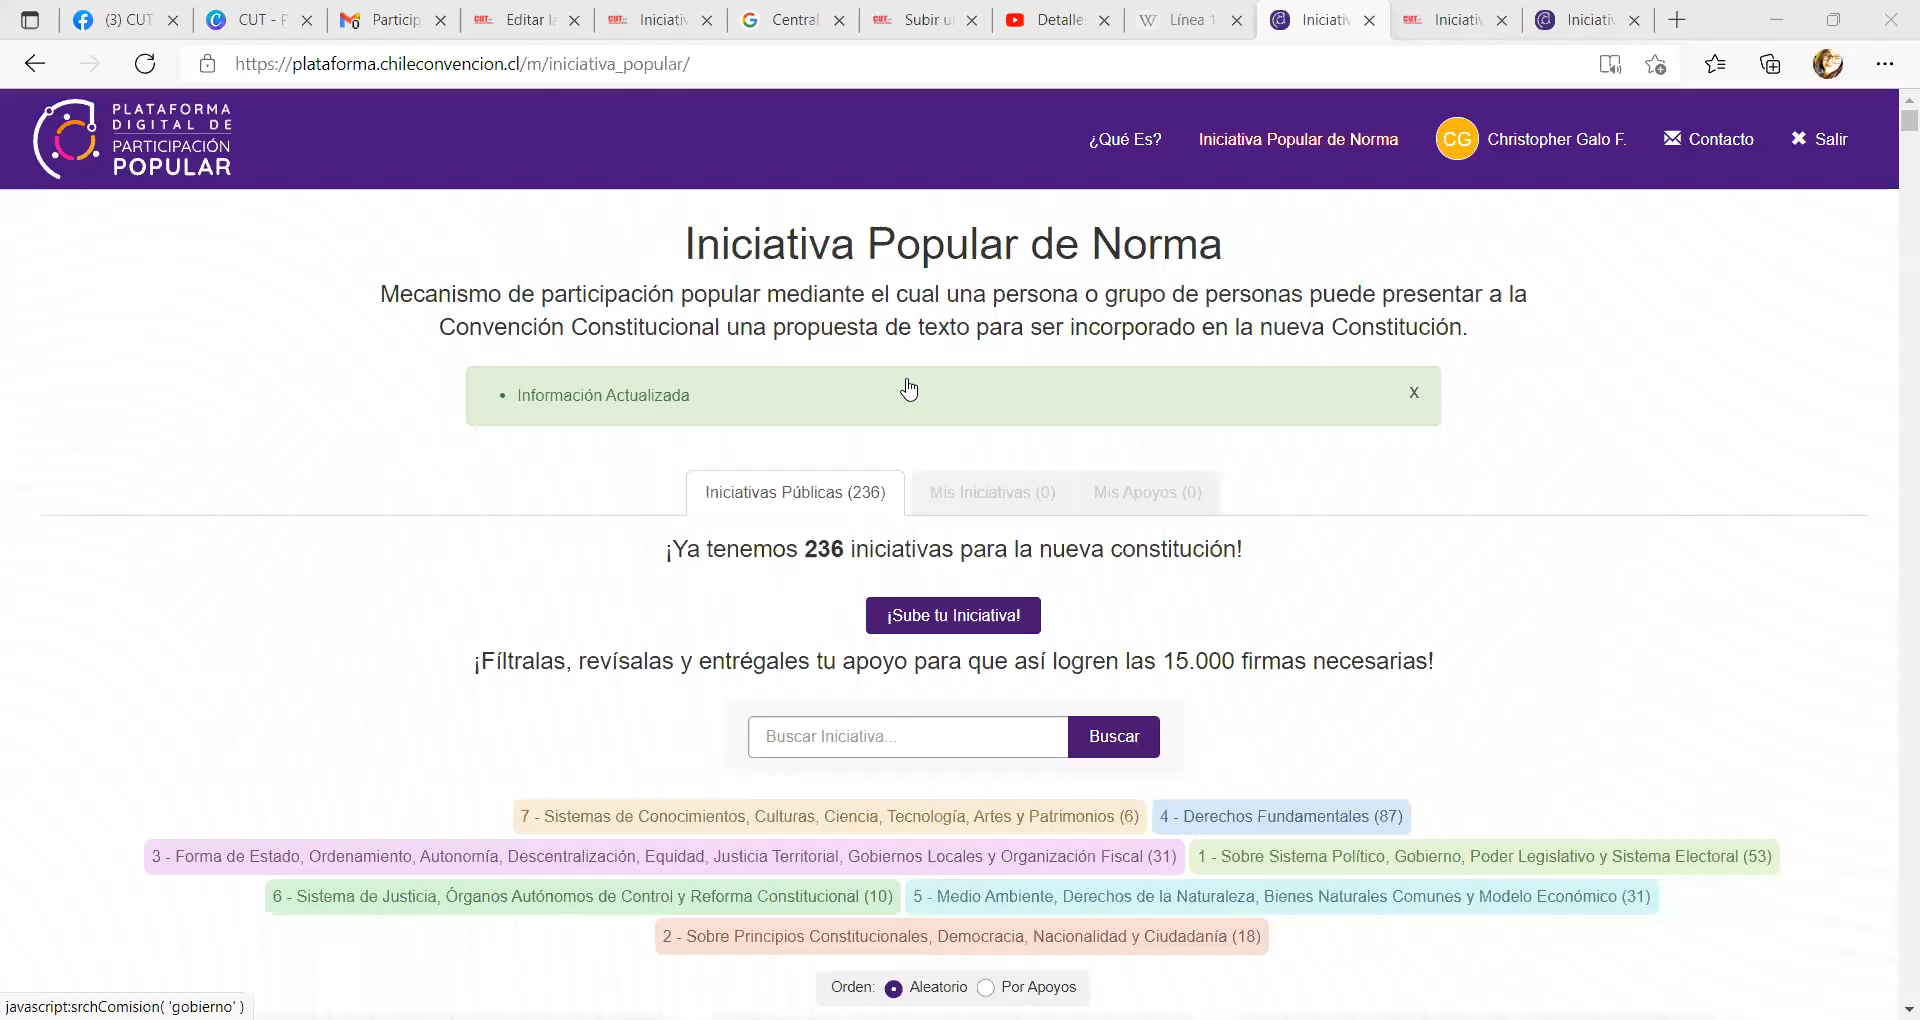 (3) CUT
CUT - F
Particip
Editar la
Iniciativ
Central
Subir u
Detalle
Línea 1
Iniciati
Iniciativ
Iniciati
https://plataforma.chileconvencion.cl/m/iniciativa_popular/
PLATAFORMA
DIGITAL DE
PARTICIPACIÓN
POPULAR
¿Qué Es?
Iniciativa Popular de Norma
CG Christopher Galo F.
Contacto
Salir
Iniciativa Popular de Norma
Mecanismo de participación popular mediante el cual una persona o grupo de personas puede presentar a la
Convención Constitucional una propuesta de texto para ser incorporado en la nueva Constitución.
• Información Actualizada
X
Iniciativas Públicas (236)
Mis Iniciativas (0)
Mis Apoyos (0)
¡Ya tenemos 236 iniciativas para la nueva constitución!
¡Sube tu Iniciativa!
¡Fíltralas, revísalas y entrégales tu apoyo para que así logren las 15.000 firmas necesarias!
Buscar Iniciativa...
Buscar
7 - Sistemas de Conocimientos, Culturas, Ciencia, Tecnología, Artes y Patrimonios (6)
4 - Derechos Fundamentales (87)
3 - Forma de Estado, Ordenamiento, Autonomía, Descentralización, Equidad, Justicia Territorial, Gobiernos Locales y Organización Fiscal (31)
1 - Sobre Sistema Político, Gobierno, Poder Legislativo y Sistema Electoral (53)
6 - Sistema de Justicia, Órganos Autónomos de Control y Reforma Constitucional (10)
5 - Medio Ambiente, Derechos de la Naturaleza, Bienes Naturales Comunes y Modelo Económico (31)
2 - Sobre Principios Constitucionales, Democracia, Nacionalidad y Ciudadanía (18)
Orden: Aleatorio Por Apoyos
javascript:srchComision( 'gobierno' )